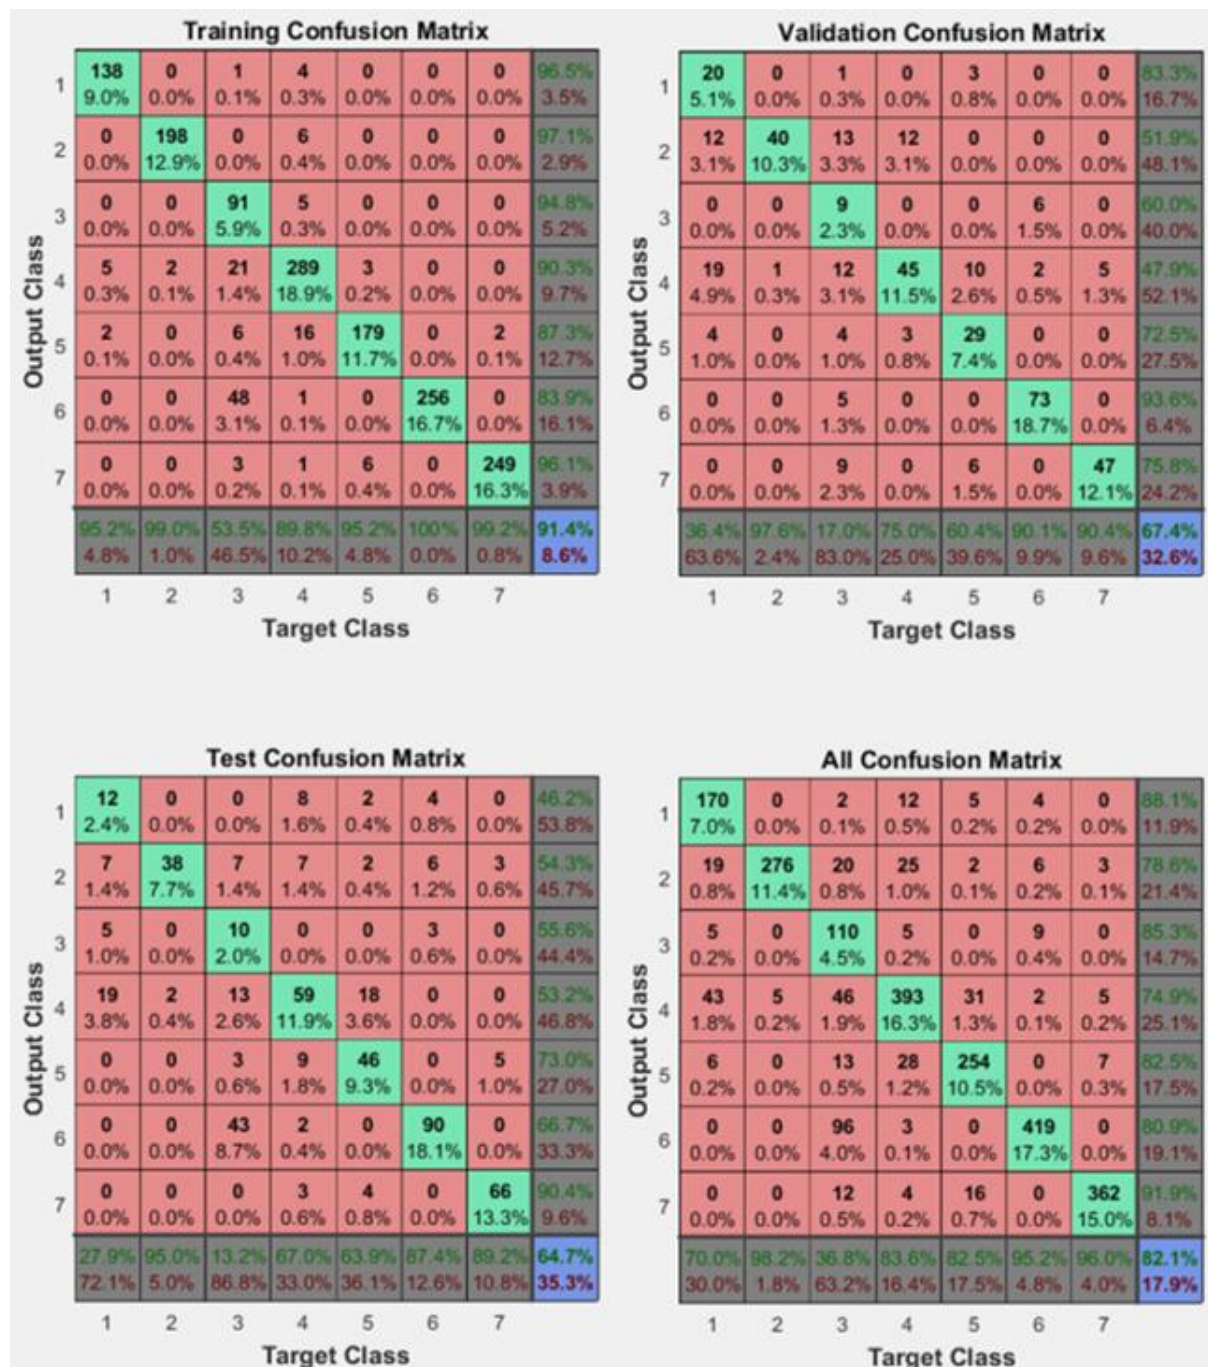 Training Confusion Matrix
Output Class
1 138 0 1 4 0 0 0 96.5%
9.0% 0.0% 0.1% 0.3% 0.0% 0.0% 0.0% 3.5%
2 0 198 0 6 0 0 0 97.1%
0.0% 12.9% 0.0% 0.4% 0.0% 0.0% 0.0% 2.9%
3 0 0 91 5 0 0 0 94.8%
0.0% 0.0% 5.9% 0.3% 0.0% 0.0% 0.0% 5.2%
4 5 2 21 289 3 0 0 90.3%
0.3% 0.1% 1.4% 18.9% 0.2% 0.0% 0.0% 9.7%
5 2 0 6 16 179 0 2 87.3%
0.1% 0.0% 0.4% 1.0% 11.7% 0.0% 0.1% 12.7%
6 0 0 48 1 0 256 0 83.9%
0.0% 0.0% 3.1% 0.1% 0.0% 16.7% 0.0% 16.1%
7 0 0 3 1 6 0 249 96.1%
0.0% 0.0% 0.2% 0.1% 0.4% 0.0% 16.3% 3.9%
95.2% 99.0% 53.5% 89.8% 95.2% 100% 99.2% 91.4%
4.8% 1.0% 46.5% 10.2% 4.8% 0.0% 0.8% 8.6%
1 2 3 4 5 6 7
Target Class
Validation Confusion Matrix
Output Class
1 20 0 1 0 3 0 0 83.3%
5.1% 0.0% 0.3% 0.0% 0.8% 0.0% 0.0% 16.7%
2 12 40 13 12 0 0 0 51.9%
3.1% 10.3% 3.3% 3.1% 0.0% 0.0% 0.0% 48.1%
3 0 0 9 0 0 6 0 60.0%
0.0% 0.0% 2.3% 0.0% 0.0% 1.5% 0.0% 40.0%
4 19 1 12 45 10 2 5 47.9%
4.9% 0.3% 3.1% 11.5% 2.6% 0.5% 1.3% 52.1%
5 4 0 4 3 29 0 0 72.5%
1.0% 0.0% 1.0% 0.8% 7.4% 0.0% 0.0% 27.5%
6 0 0 5 0 0 73 0 93.6%
0.0% 0.0% 1.3% 0.0% 0.0% 18.7% 0.0% 6.4%
7 0 0 9 0 6 0 47 75.8%
0.0% 0.0% 2.3% 0.0% 1.5% 0.0% 12.1% 24.2%
36.4% 97.6% 17.0% 75.0% 60.4% 90.1% 90.4% 67.4%
63.6% 2.4% 83.0% 25.0% 39.6% 9.9% 9.6% 32.6%
1 2 3 4 5 6 7
Target Class
Test Confusion Matrix
Output Class
1 12 0 0 8 2 4 0 46.2%
2.4% 0.0% 0.0% 1.6% 0.4% 0.8% 0.0% 53.8%
2 7 38 7 7 2 6 3 54.3%
1.4% 7.7% 1.4% 1.4% 0.4% 1.2% 0.6% 45.7%
3 5 0 10 0 0 3 0 55.6%
1.0% 0.0% 2.0% 0.0% 0.0% 0.6% 0.0% 44.4%
4 19 2 13 59 18 0 0 53.2%
3.8% 0.4% 2.6% 11.9% 3.6% 0.0% 0.0% 46.8%
5 0 0 3 9 46 0 5 73.0%
0.0% 0.0% 0.6% 1.8% 9.3% 0.0% 1.0% 27.0%
6 0 0 43 2 0 90 0 66.7%
0.0% 0.0% 8.7% 0.4% 0.0% 18.1% 0.0% 33.3%
7 0 0 0 3 4 0 66 90.4%
0.0% 0.0% 0.0% 0.6% 0.8% 0.0% 13.3% 9.6%
27.9% 95.0% 13.2% 67.0% 63.9% 87.4% 89.2% 64.7%
72.1% 5.0% 86.8% 33.0% 36.1% 12.6% 10.8% 35.3%
1 2 3 4 5 6 7
Target Class
All Confusion Matrix
Output Class
1 170 0 2 12 5 4 0 88.1%
7.0% 0.0% 0.1% 0.5% 0.2% 0.2% 0.0% 11.9%
2 19 276 20 25 2 6 3 78.6%
0.8% 11.4% 0.8% 1.0% 0.1% 0.2% 0.1% 21.4%
3 5 0 110 5 0 9 0 85.3%
0.2% 0.0% 4.5% 0.2% 0.0% 0.4% 0.0% 14.7%
4 43 5 46 393 31 2 5 74.9%
1.8% 0.2% 1.9% 16.3% 1.3% 0.1% 0.2% 25.1%
5 6 0 13 28 254 0 7 82.5%
0.2% 0.0% 0.5% 1.2% 10.5% 0.0% 0.3% 17.5%
6 0 0 96 3 0 419 0 80.9%
0.0% 0.0% 4.0% 0.1% 0.0% 17.3% 0.0% 19.1%
7 0 0 12 4 16 0 362 91.9%
0.0% 0.0% 0.5% 0.2% 0.7% 0.0% 15.0% 8.1%
70.0% 98.2% 36.8% 83.6% 82.5% 95.2% 96.0% 82.1%
30.0% 1.8% 63.2% 16.4% 17.5% 4.8% 4.0% 17.9%
1 2 3 4 5 6 7
Target Class